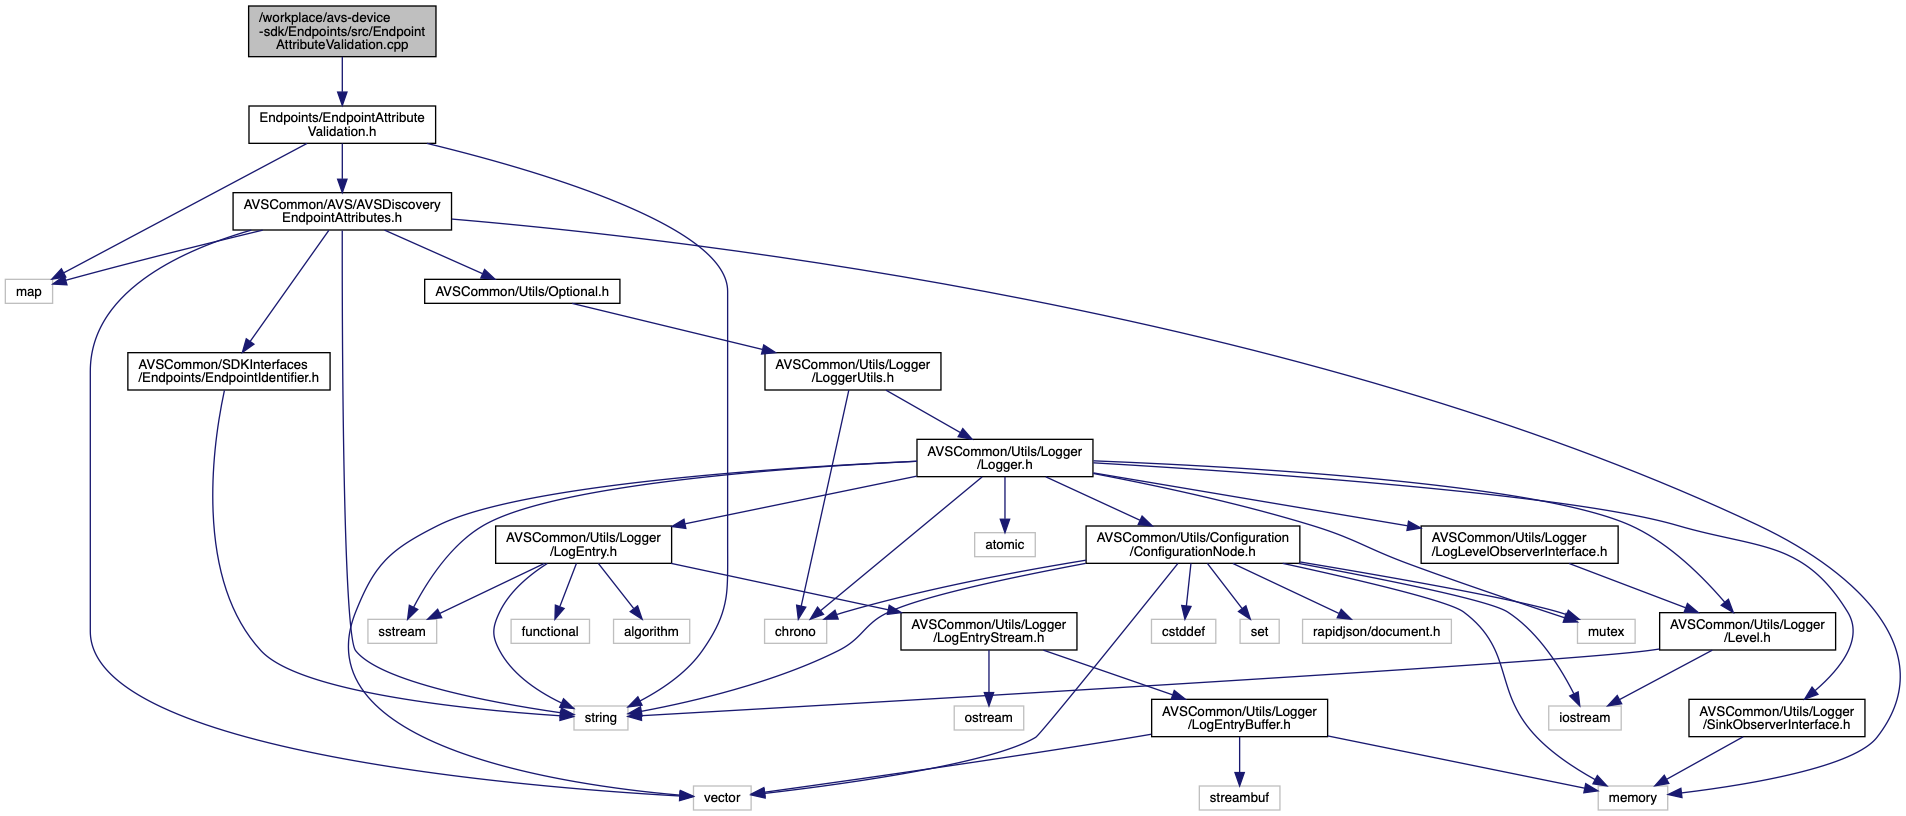 /workplace/avs-device
-sdk/Endpoints/src/Endpoint
AttributeValidation.cpp
Endpoints/EndpointAttribute
Validation.h
AVSCommon/AVS/AVSDiscovery
EndpointAttributes.h
map
AVSCommon/Utils/Optional.h
AVSCommon/SDKInterfaces
/Endpoints/EndpointIdentifier.h
AVSCommon/Utils/Logger
/LoggerUtils.h
AVSCommon/Utils/Logger
/Logger.h
AVSCommon/Utils/Logger
/LogEntry.h
atomic
AVSCommon/Utils/Configuration
/ConfigurationNode.h
AVSCommon/Utils/Logger
/LogLevelObserverInterface.h
sstream
functional
algorithm
chrono
AVSCommon/Utils/Logger
/LogEntryStream.h
cstddef
set
rapidjson/document.h
mutex
AVSCommon/Utils/Logger
/Level.h
string
ostream
AVSCommon/Utils/Logger
/LogEntryBuffer.h
iostream
AVSCommon/Utils/Logger
/SinkObserverInterface.h
vector
streambuf
memory